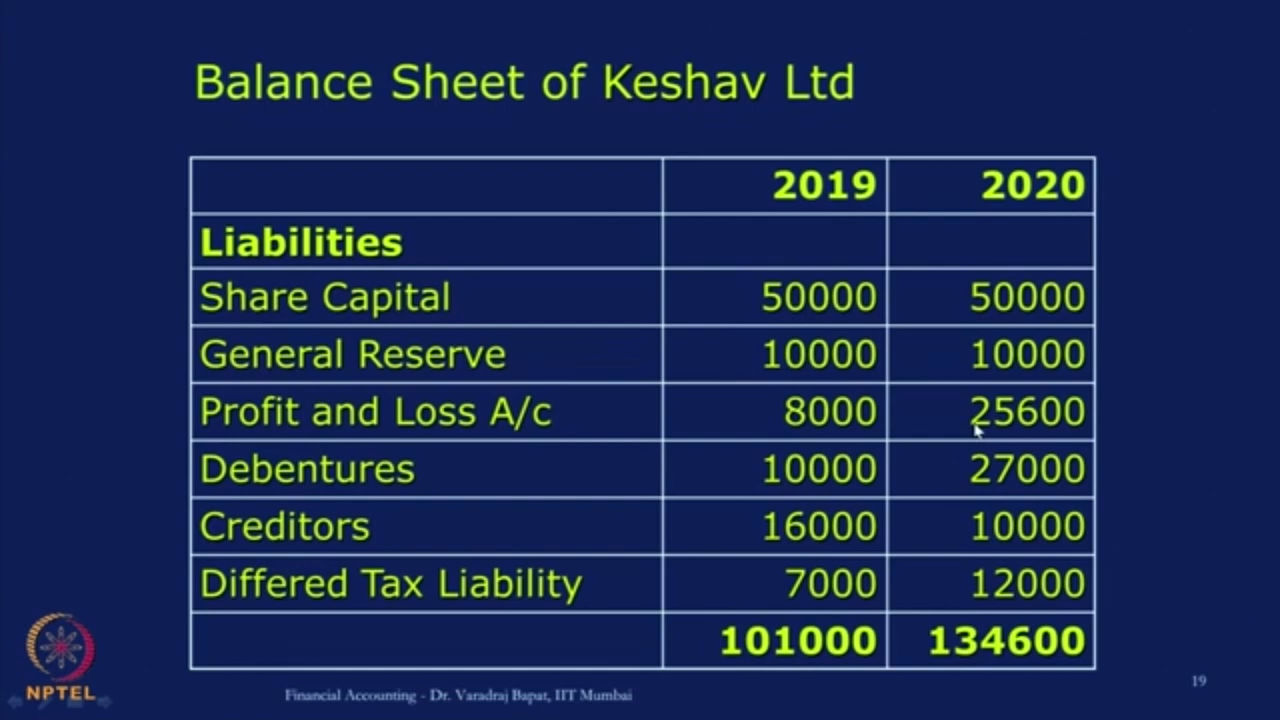 Balance Sheet of Keshav Ltd
2019 2020
Liabilities
Share Capital 50000 50000
General Reserve 10000 10000
Profit and Loss A/c 8000 25600
Debentures 10000 27000
Creditors 16000 10000
Differed Tax Liability 7000 12000
101000 134600
NPTEL
Financial Accounting - Dr. Varadraj Bapat, IIT Mumbai
19